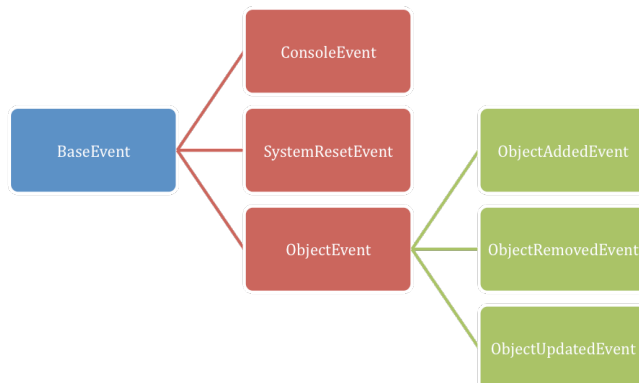 BaseEvent
ConsoleEvent
SystemResetEvent
ObjectEvent
ObjectAddedEvent
ObjectRemovedEvent
ObjectUpdatedEvent